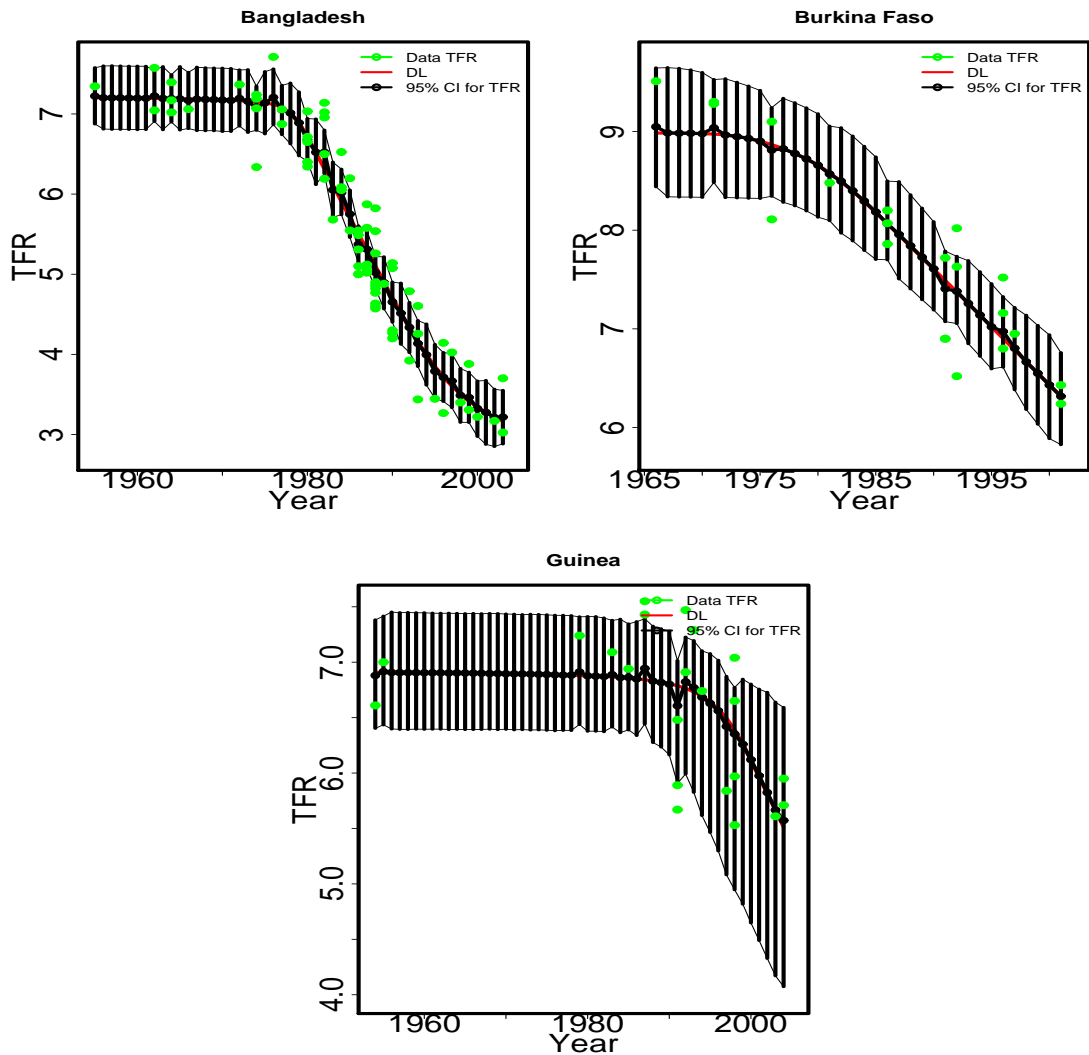 Bangladesh
Data TFR
DL
95% CI for TFR
TFR
7
6
5
4
3
1960 1980 2000
Year
Burkina Faso
Data TFR
DL
95% CI for TFR
TFR
9
8
7
6
1965 1975 1985 1995
Year
Guinea
Data TFR
DL
95% CI for TFR
TFR
7.0
6.0
5.0
4.0
1960 1980 2000
Year